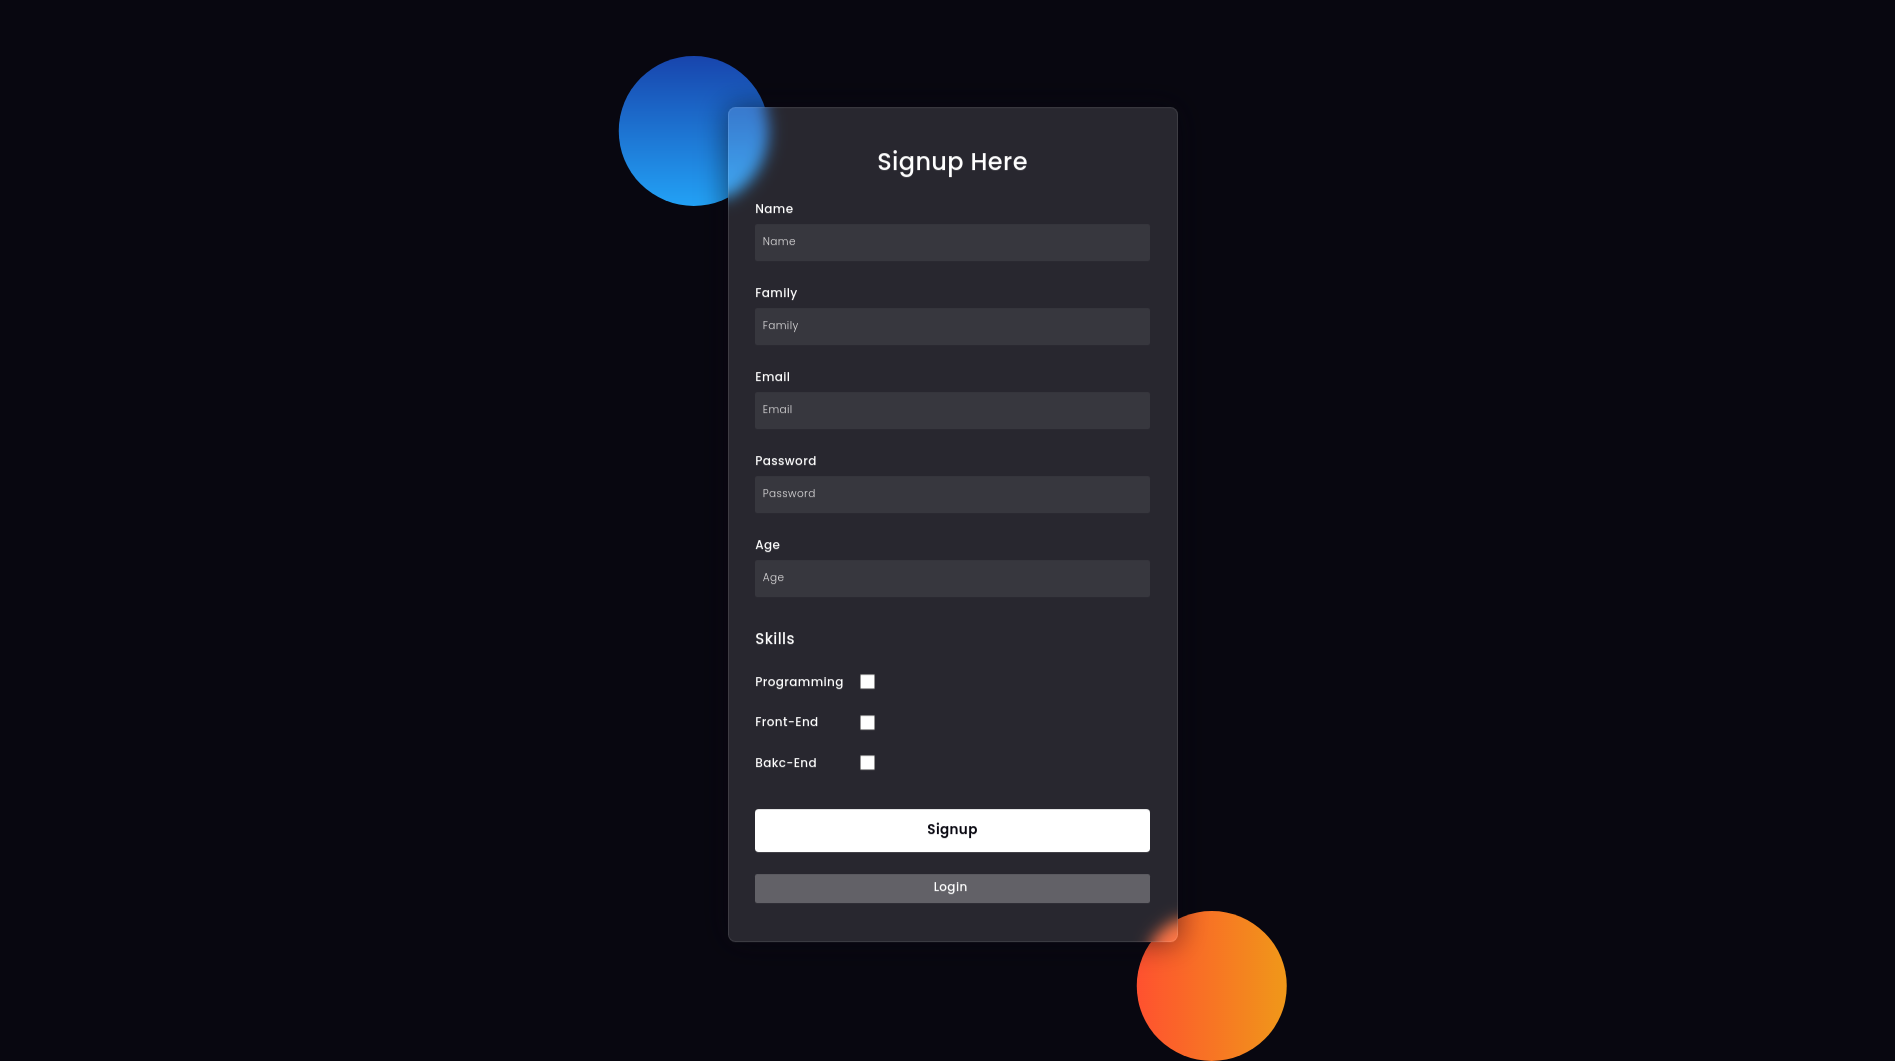 Signup Here
Name
Name
Family
Family
Email
Email
Password
Password
Age
Age
Skills
Programming
Front-End
Bakc-End
Signup
Login